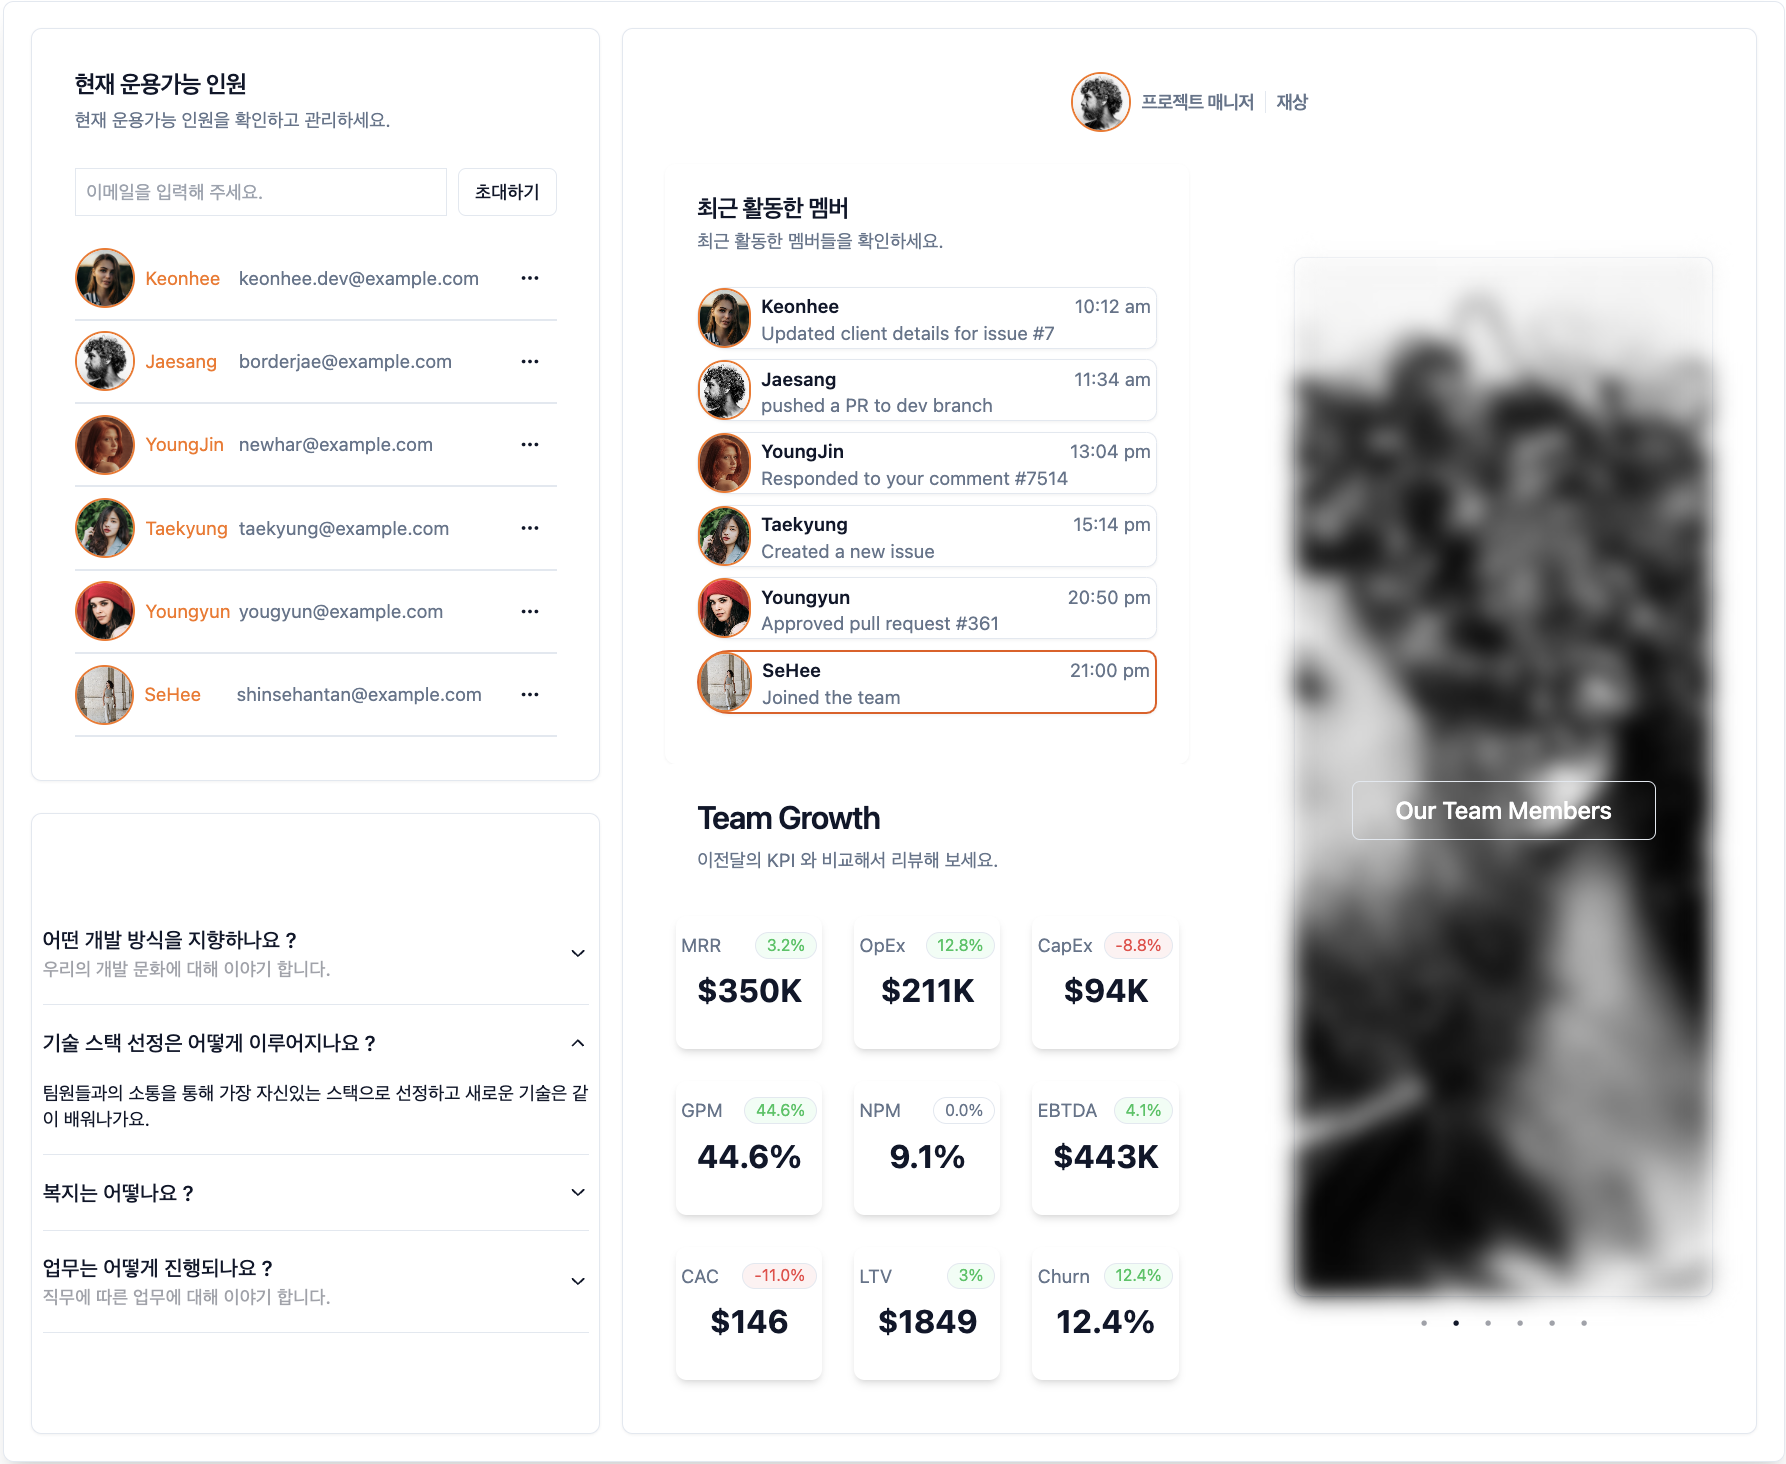 현재 운용가능 인원
현재 운용가능 인원을 확인하고 관리하세요.
이메일을 입력해 주세요.
초대하기
Keonhee keonhee.dev@example.com
Jaesang borderjae@example.com
YoungJin newhar@example.com
Taekyung taekyung@example.com
Youngyun yougyun@example.com
SeHee shinsehantan@example.com
어떤 개발 방식을 지향하나요 ?
우리의 개발 문화에 대해 이야기 합니다.
기술 스택 선정은 어떻게 이루어지나요 ?
팀원들과의 소통을 통해 가장 자신있는 스택으로 선정하고 새로운 기술은 같
이 배워나가요.
복지는 어떻나요 ?
업무는 어떻게 진행되나요 ?
직무에 따른 업무에 대해 이야기 합니다.
프로젝트 매니저 재상
최근 활동한 멤버
최근 활동한 멤버들을 확인하세요.
Keonhee 10:12 am
Updated client details for issue #7
Jaesang 11:34 am
pushed a PR to dev branch
YoungJin 13:04 pm
Responded to your comment #7514
Taekyung 15:14 pm
Created a new issue
Youngyun 20:50 pm
Approved pull request #361
SeHee 21:00 pm
Joined the team
Team Growth
이전달의 KPI 와 비교해서 리뷰해 보세요.
MRR 3.2% OpEx 12.8% CapEx -8.8%
$350K $211K $94K
GPM 44.6% NPM 0.0% EBTDA 4.1%
44.6% 9.1% $443K
CAC -11.0% LTV 3% Churn 12.4%
$146 $1849 12.4%
Our Team Members